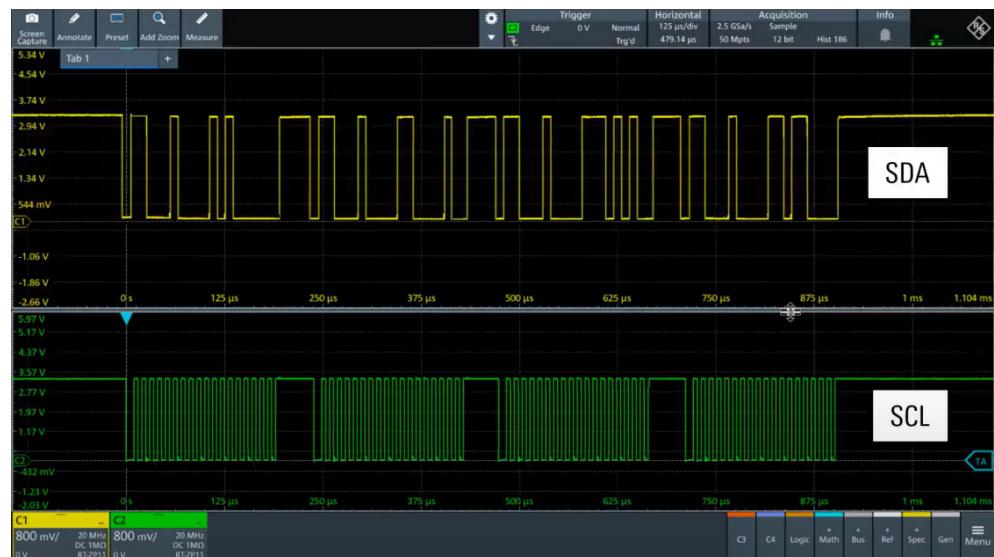 Trigger Horizontal Acquisition Info
Edge 0 V Normal 125 µs/div 2.5 GSa/s Sample
Screen Capture Annotate Preset Add Zoom Measure
Trg'd 479.14 µs 50 Mpts 12 bit Hist 186
5.34 V Tab 1 +
4.54 V
3.74 V
2.94 V
2.14 V
1.34 V
SDA
544 mV
C1
-1.06 V
-1.86 V
-2.66 V 0 s 125 µs 250 µs 375 µs 500 µs 625 µs 750 µs 875 µs 1 ms 1.104 ms
5.97 V
5.17 V
4.37 V
3.57 V
2.77 V
1.97 V
SCL
1.17 V
C2 TA
-432 mV
-1.23 V
-2.03 V 0 s 125 µs 250 µs 375 µs 500 µs 625 µs 750 µs 875 µs 1 ms 1.104 ms
C1 C2
800 mV/ 20 MHz 800 mV/ 20 MHz
DC 1MΩ DC 1MΩ
0 V RT-ZP11 0 V RT-ZP11
C3 C4 Logic Math Bus Ref Spec Gen Menu